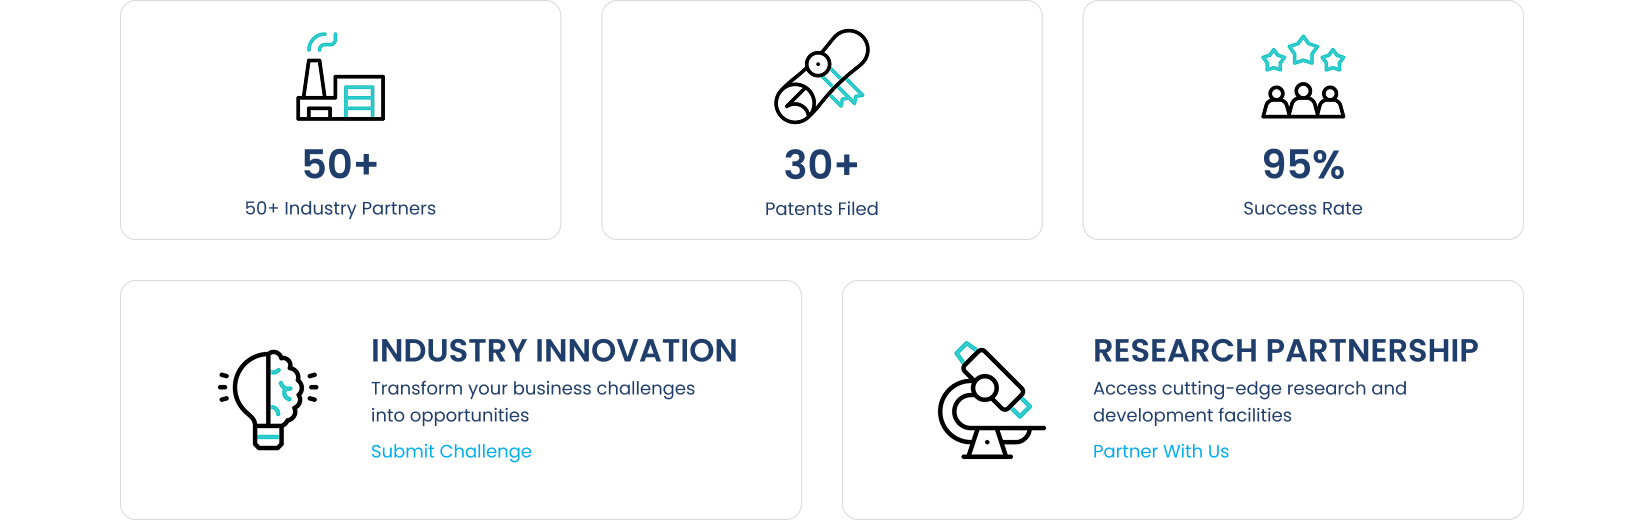 50+
50+ Industry Partners
30+
Patents Filed
95%
Success Rate
INDUSTRY INNOVATION
Transform your business challenges
into opportunities
Submit Challenge
RESEARCH PARTNERSHIP
Access cutting-edge research and
development facilities
Partner With Us